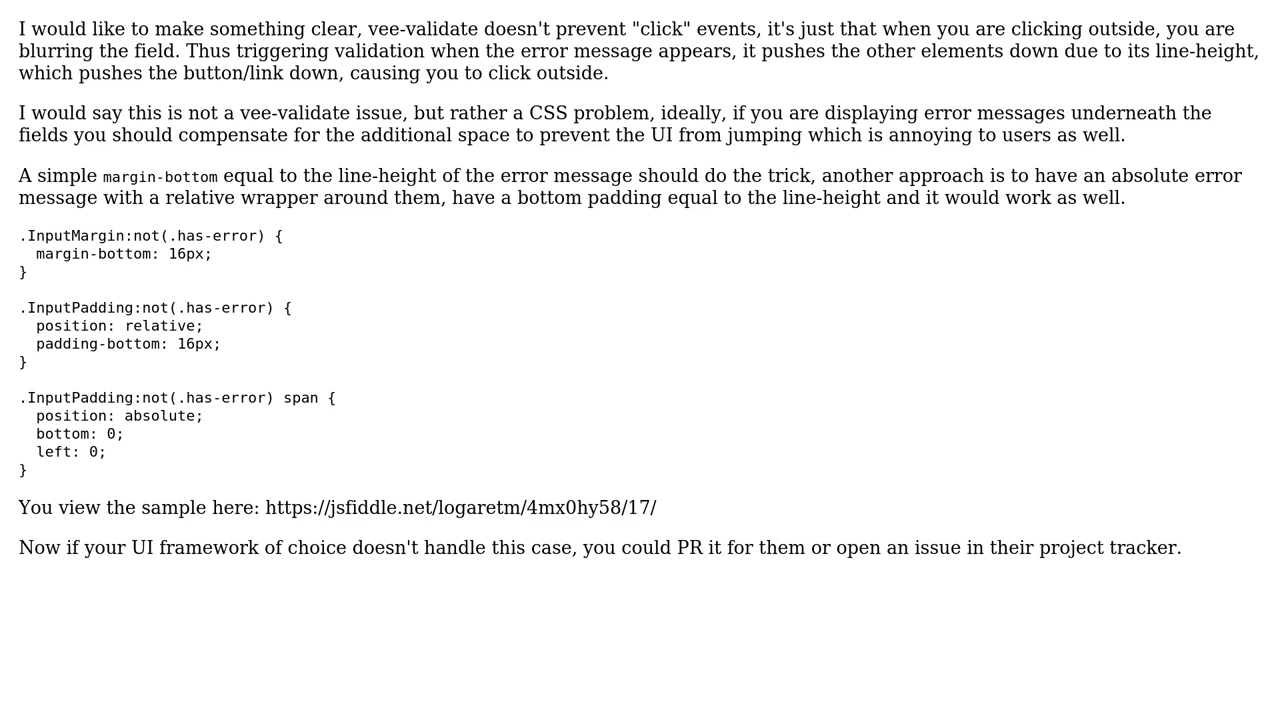 I would like to make something clear, vee-validate doesn't prevent "click" events, it's just that when you are clicking outside, you are
blurring the field. Thus triggering validation when the error message appears, it pushes the other elements down due to its line-height,
which pushes the button/link down, causing you to click outside.
I would say this is not a vee-validate issue, but rather a CSS problem, ideally, if you are displaying error messages underneath the
fields you should compensate for the additional space to prevent the UI from jumping which is annoying to users as well.
A simple margin-bottom equal to the line-height of the error message should do the trick, another approach is to have an absolute error
message with a relative wrapper around them, have a bottom padding equal to the line-height and it would work as well.
.InputMargin:not(.has-error) {
  margin-bottom: 16px;
}
.InputPadding:not(.has-error) {
  position: relative;
  padding-bottom: 16px;
}
.InputPadding:not(.has-error) span {
  position: absolute;
  bottom: 0;
  left: 0;
}
You view the sample here: https://jsfiddle.net/logaretm/4mx0hy58/17/
Now if your UI framework of choice doesn't handle this case, you could PR it for them or open an issue in their project tracker.